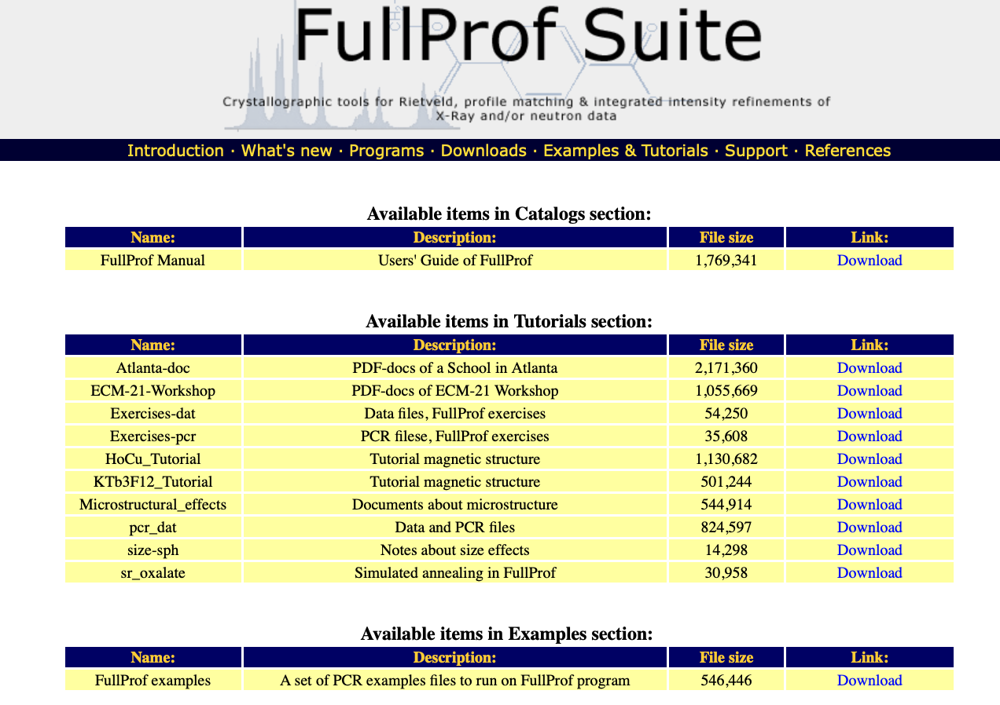 FullProf Suite
Crystallographic tools for Rietveld, profile matching & integrated intensity refinements of
X-Ray and/or neutron data
Introduction · What's new · Programs · Downloads · Examples & Tutorials · Support · References
Available items in Catalogs section:
Name: Description: File size Link:
FullProf Manual Users' Guide of FullProf 1,769,341 Download
Available items in Tutorials section:
Name: Description: File size Link:
Atlanta-doc PDF-docs of a School in Atlanta 2,171,360 Download
ECM-21-Workshop PDF-docs of ECM-21 Workshop 1,055,669 Download
Exercises-dat Data files, FullProf exercises 54,250 Download
Exercises-pcr PCR filese, FullProf exercises 35,608 Download
HoCu_Tutorial Tutorial magnetic structure 1,130,682 Download
KTb3F12_Tutorial Tutorial magnetic structure 501,244 Download
Microstructural_effects Documents about microstructure 544,914 Download
pcr_dat Data and PCR files 824,597 Download
size-sph Notes about size effects 14,298 Download
sr_oxalate Simulated annealing in FullProf 30,958 Download
Available items in Examples section:
Name: Description: File size Link:
FullProf examples A set of PCR examples files to run on FullProf program 546,446 Download